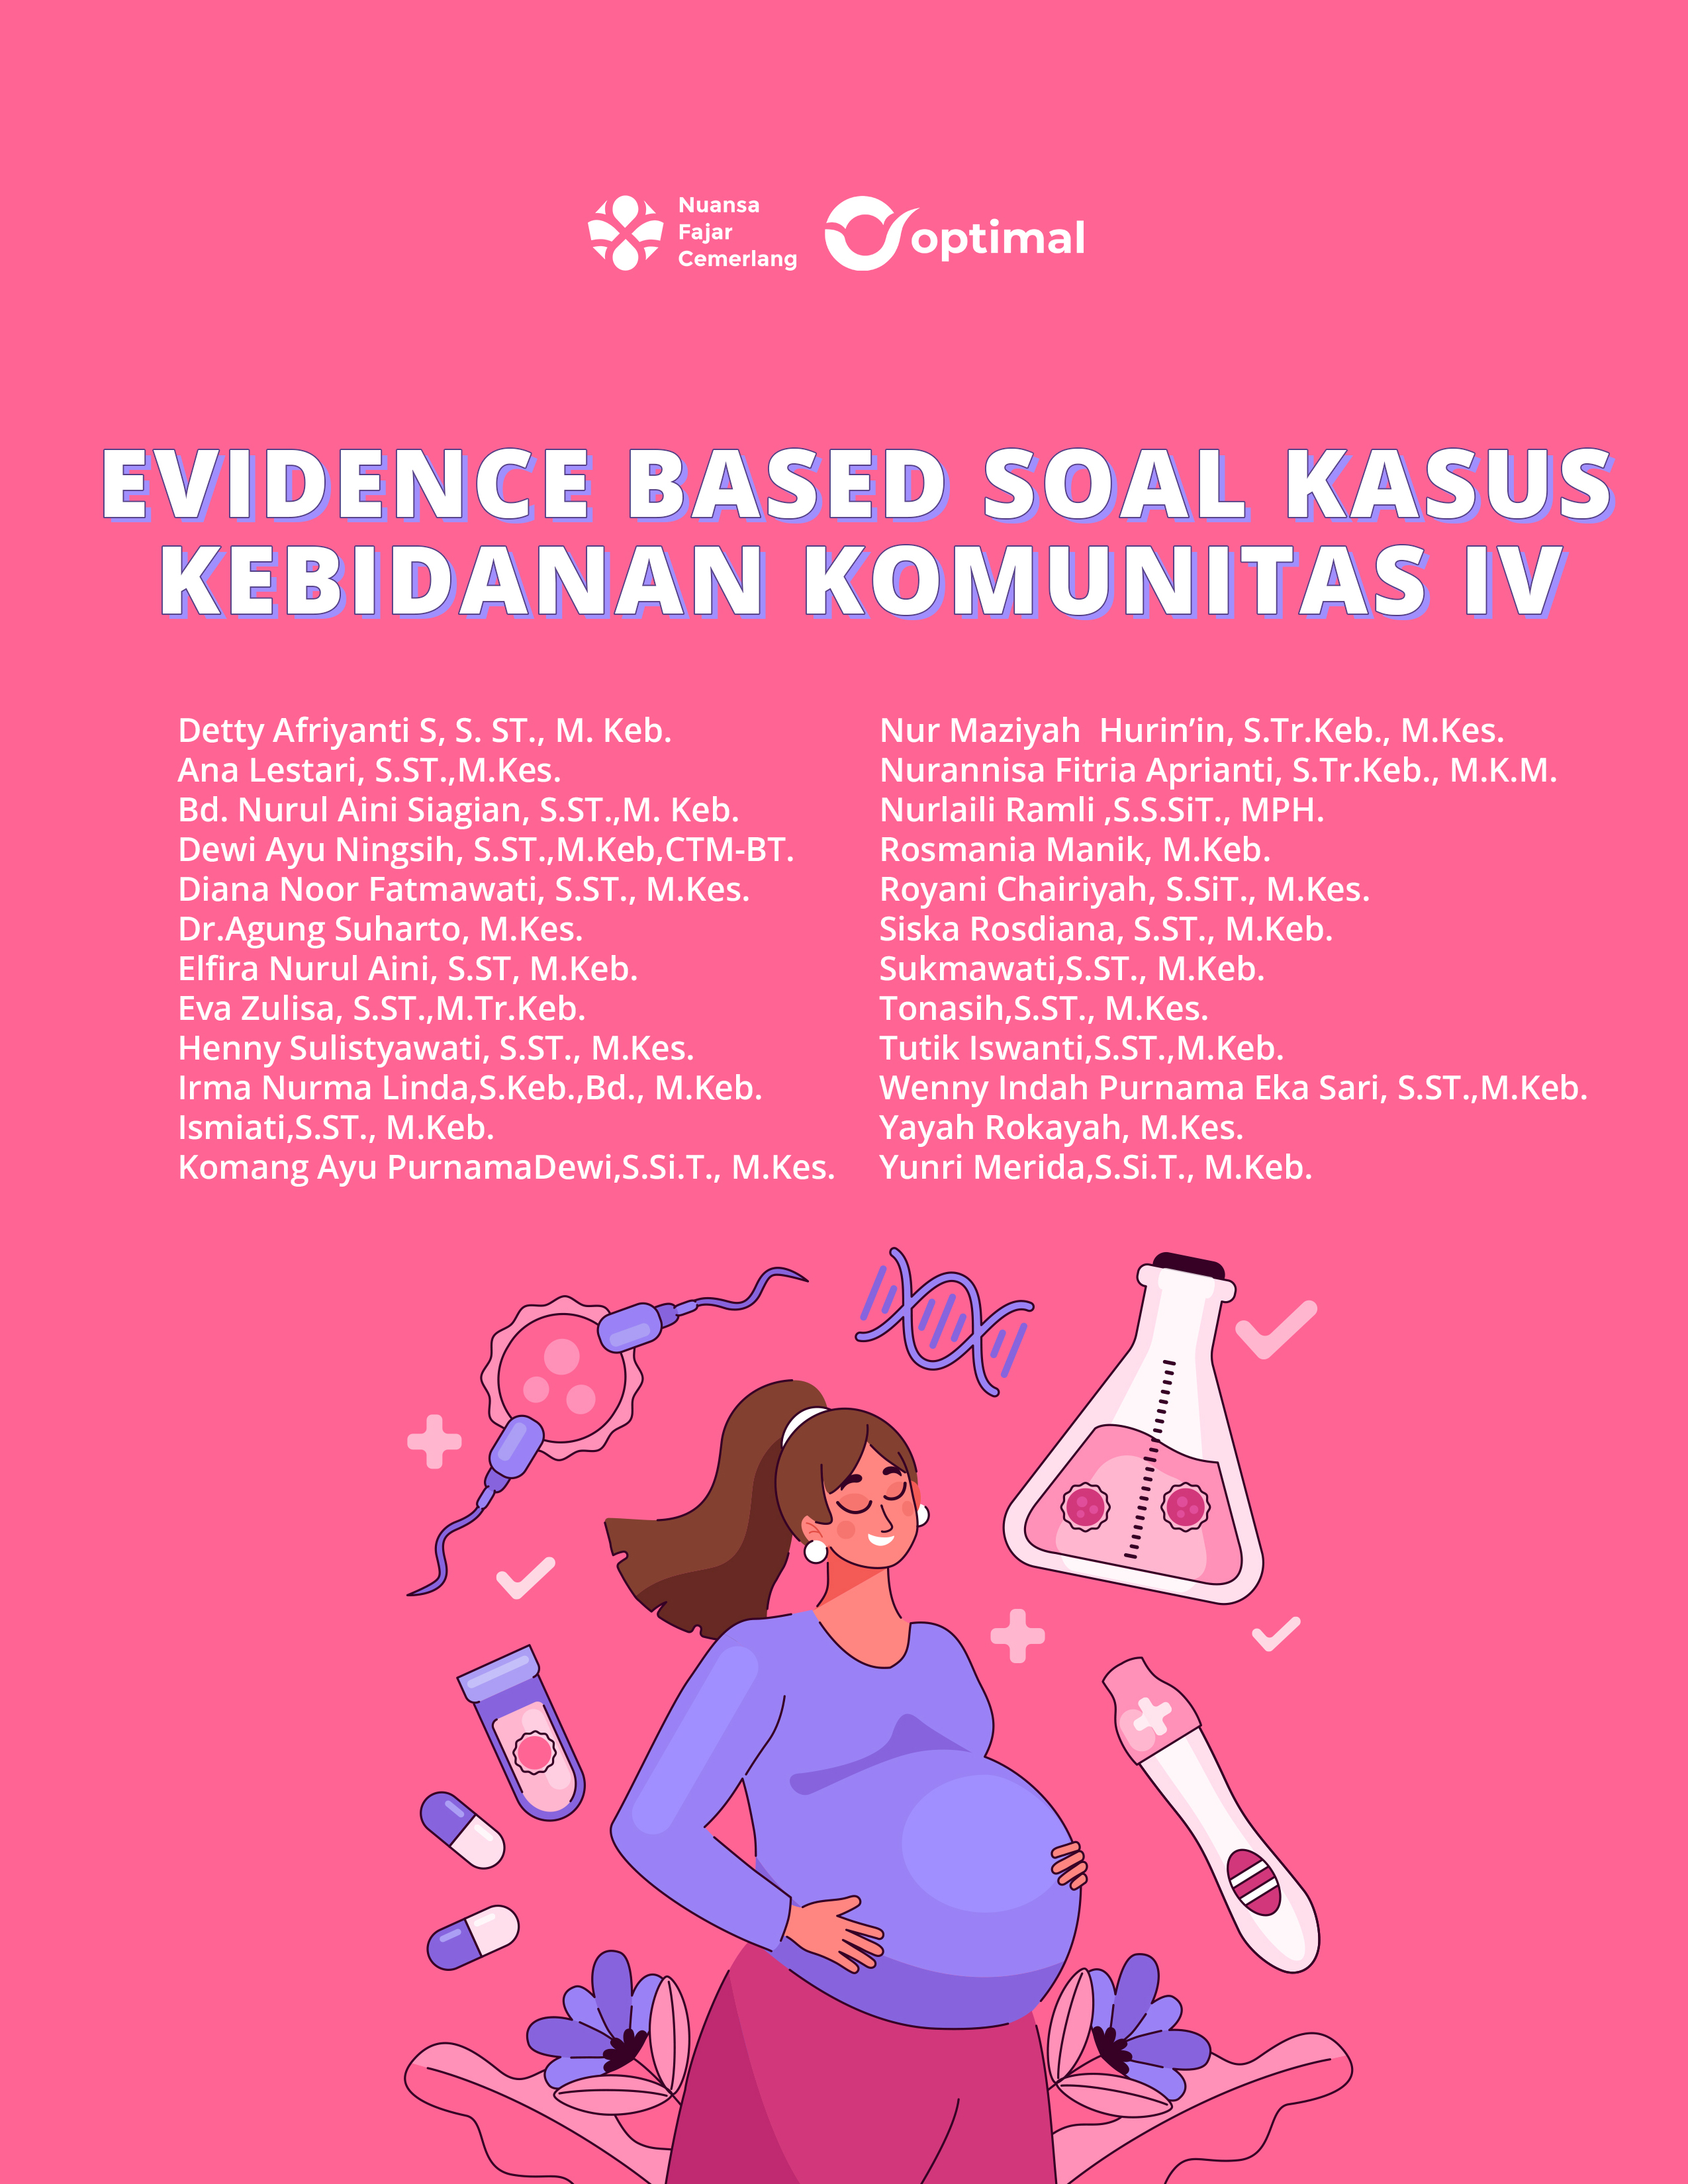 Nuansa
Fajar
Cemerlang
optimal
EVIDENCE BASED SOAL KASUS
KEBIDANAN KOMUNITAS IV
Detty Afriyanti S, S. ST., M. Keb.
Ana Lestari, S.ST.,M.Kes.
Bd. Nurul Aini Siagian, S.ST.,M. Keb.
Dewi Ayu Ningsih, S.ST.,M.Keb,CTM-BT.
Diana Noor Fatmawati, S.ST., M.Kes.
Dr.Agung Suharto, M.Kes.
Elfira Nurul Aini, S.ST, M.Keb.
Eva Zulisa, S.ST.,M.Tr.Keb.
Henny Sulistyawati, S.ST., M.Kes.
Irma Nurma Linda,S.Keb.,Bd., M.Keb.
Ismiati,S.ST., M.Keb.
Komang Ayu PurnamaDewi,S.Si.T., M.Kes.
Nur Maziyah  Hurin’in, S.Tr.Keb., M.Kes.
Nurannisa Fitria Aprianti, S.Tr.Keb., M.K.M.
Nurlaili Ramli ,S.S.SiT., MPH.
Rosmania Manik, M.Keb.
Royani Chairiyah, S.SiT., M.Kes.
Siska Rosdiana, S.ST., M.Keb.
Sukmawati,S.ST., M.Keb.
Tonasih,S.ST., M.Kes.
Tutik Iswanti,S.ST.,M.Keb.
Wenny Indah Purnama Eka Sari, S.ST.,M.Keb.
Yayah Rokayah, M.Kes.
Yunri Merida,S.Si.T., M.Keb.